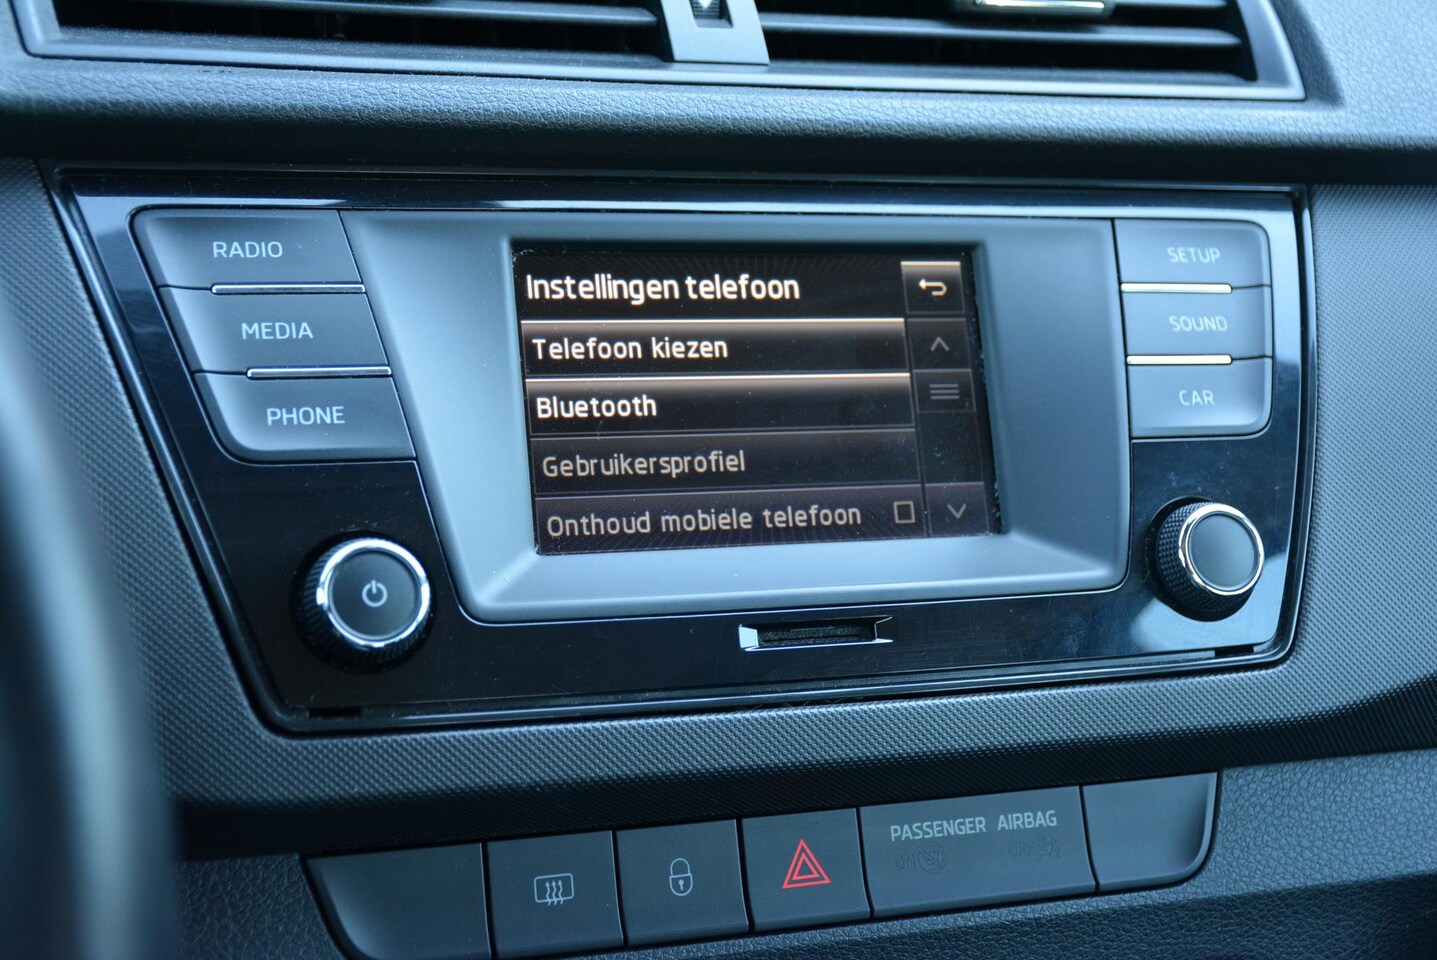 RADIO
MEDIA
PHONE
Instellingen telefoon
Telefoon kiezen
Bluetooth
Gebruikersprofiel
Onthoud mobiele telefoon
SETUP
SOUND
CAR
PASSENGER AIRBAG